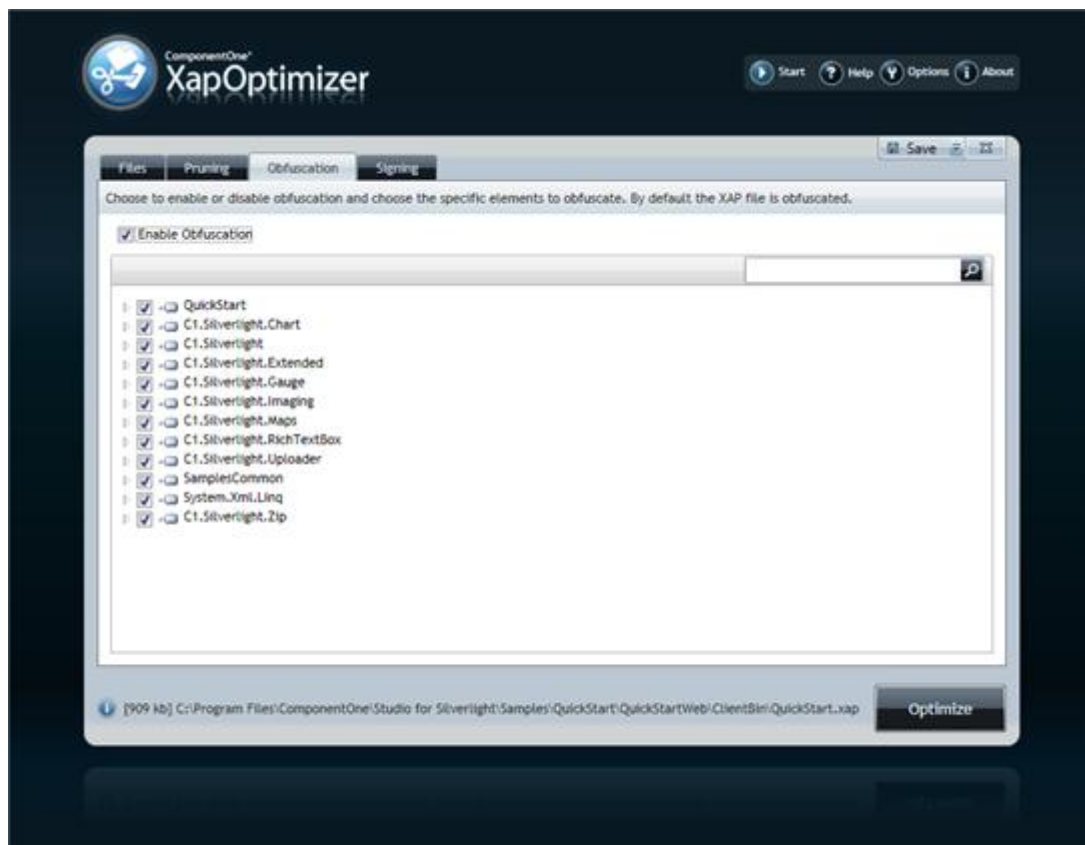 ComponentOne®
XapOptimizer
Start Help Options About
Save
Files Pruning Obfuscation Signing
Choose to enable or disable obfuscation and choose the specific elements to obfuscate. By default the XAP file is obfuscated.
Enable Obfuscation
QuickStart
C1.Silverlight.Chart
C1.Silverlight
C1.Silverlight.Extended
C1.Silverlight.Gauge
C1.Silverlight.Imaging
C1.Silverlight.Maps
C1.Silverlight.RichTextBox
C1.Silverlight.Uploader
SamplesCommon
System.Xml.Linq
C1.Silverlight.Zip
[909 kb] C:\Program Files\ComponentOne\Studio for Silverlight\Samples\QuickStart\QuickStartWeb\ClientBin\QuickStart.xap
Optimize